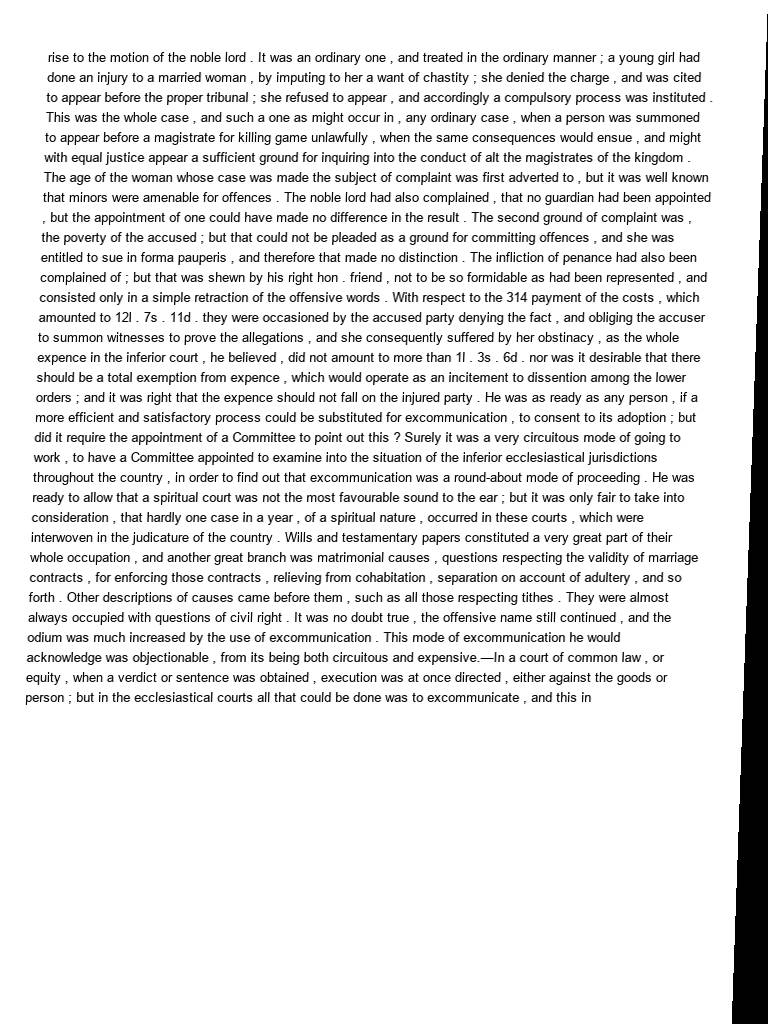 rise to the motion of the noble lord . It was an ordinary one , and treated in the ordinary manner ; a young girl had
done an injury to a married woman , by imputing to her a want of chastity ; she denied the charge , and was cited
to appear before the proper tribunal ; she refused to appear , and accordingly a compulsory process was instituted .
This was the whole case , and such a one as might occur in , any ordinary case , when a person was summoned
to appear before a magistrate for killing game unlawfully , when the same consequences would ensue , and might
with equal justice appear a sufficient ground for inquiring into the conduct of alt the magistrates of the kingdom .
The age of the woman whose case was made the subject of complaint was first adverted to , but it was well known
that minors were amenable for offences . The noble lord had also complained , that no guardian had been appointed
, but the appointment of one could have made no difference in the result . The second ground of complaint was ,
the poverty of the accused ; but that could not be pleaded as a ground for committing offences , and she was
entitled to sue in forma pauperis , and therefore that made no distinction . The infliction of penance had also been
complained of ; but that was shewn by his right hon . friend , not to be so formidable as had been represented , and
consisted only in a simple retraction of the offensive words . With respect to the 314 payment of the costs , which
amounted to 12l . 7s . 11d . they were occasioned by the accused party denying the fact , and obliging the accuser
to summon witnesses to prove the allegations , and she consequently suffered by her obstinacy , as the whole
expence in the inferior court , he believed , did not amount to more than 1l . 3s . 6d . nor was it desirable that there
should be a total exemption from expence , which would operate as an incitement to dissention among the lower
orders ; and it was right that the expence should not fall on the injured party . He was as ready as any person , if a
more efficient and satisfactory process could be substituted for excommunication , to consent to its adoption ; but
did it require the appointment of a Committee to point out this ? Surely it was a very circuitous mode of going to
work , to have a Committee appointed to examine into the situation of the inferior ecclesiastical jurisdictions
throughout the country , in order to find out that excommunication was a round-about mode of proceeding . He was
ready to allow that a spiritual court was not the most favourable sound to the ear ; but it was only fair to take into
consideration , that hardly one case in a year , of a spiritual nature , occurred in these courts , which were
interwoven in the judicature of the country . Wills and testamentary papers constituted a very great part of their
whole occupation , and another great branch was matrimonial causes , questions respecting the validity of marriage
contracts , for enforcing those contracts , relieving from cohabitation , separation on account of adultery , and so
forth . Other descriptions of causes came before them , such as all those respecting tithes . They were almost
always occupied with questions of civil right . It was no doubt true , the offensive name still continued , and the
odium was much increased by the use of excommunication . This mode of excommunication he would
acknowledge was objectionable , from its being both circuitous and expensive.—In a court of common law , or
equity , when a verdict or sentence was obtained , execution was at once directed , either against the goods or
person ; but in the ecclesiastical courts all that could be done was to excommunicate , and this in